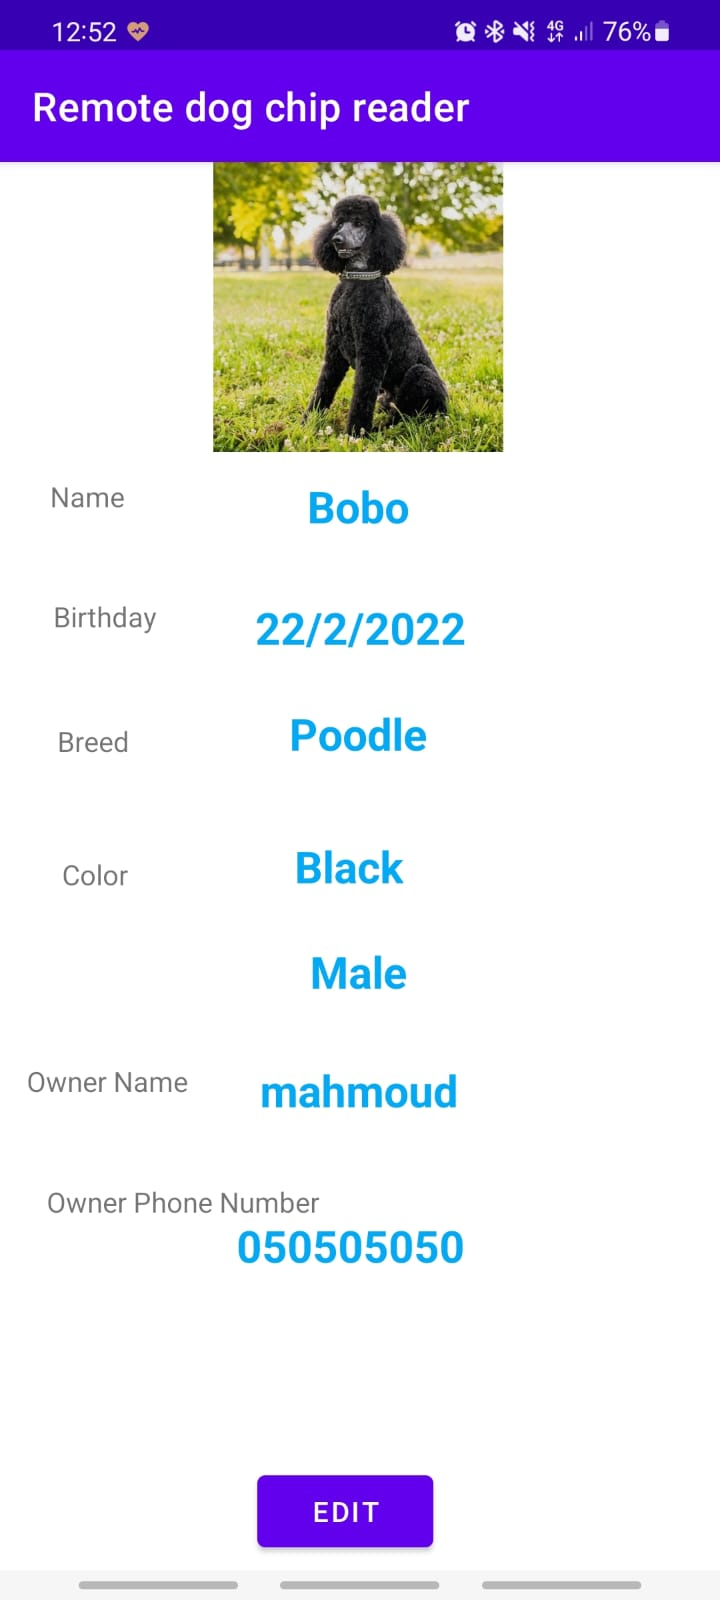 12:52 4G 76%
Remote dog chip reader
Name Bobo
Birthday 22/2/2022
Breed Poodle
Color Black
Male
Owner Name mahmoud
Owner Phone Number
050505050
EDIT